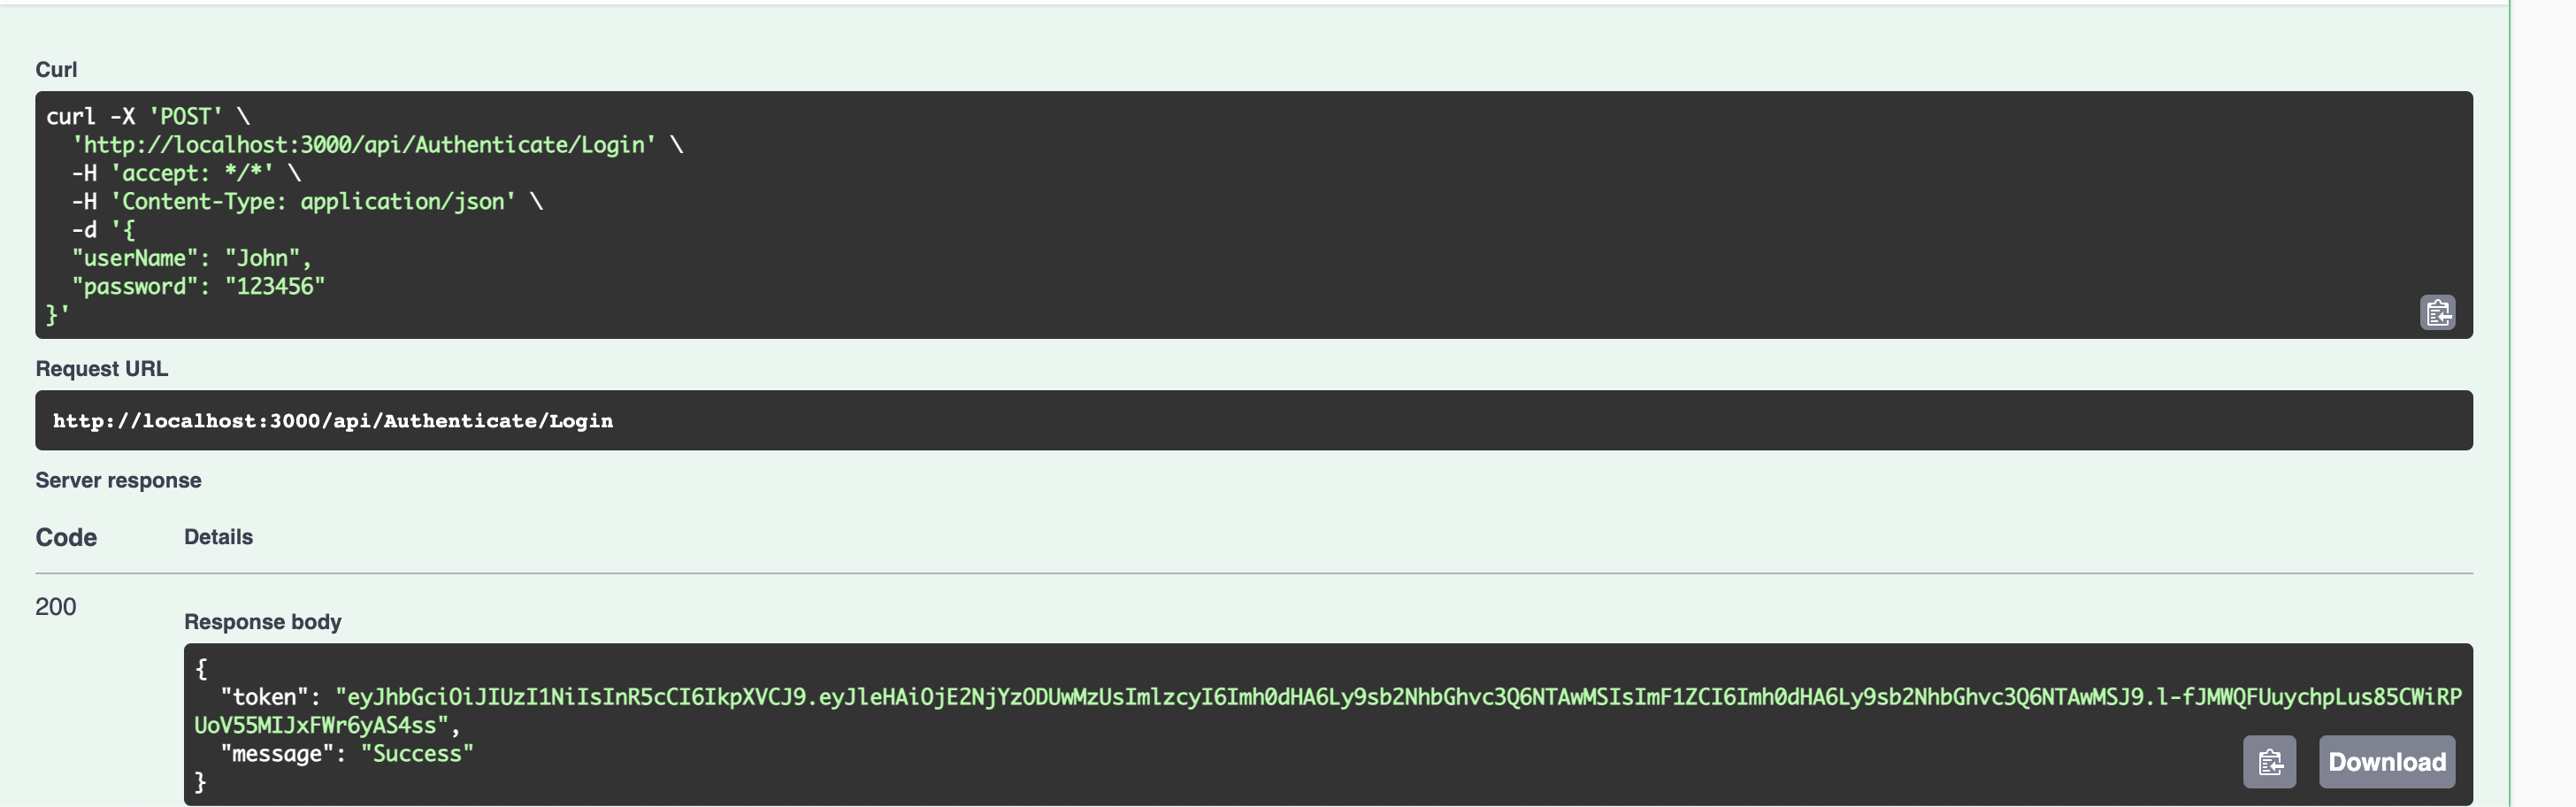 Curl
curl -X 'POST' \
  'http://localhost:3000/api/Authenticate/Login' \
  -H 'accept: */*' \
  -H 'Content-Type: application/json' \
  -d '{
  "userName": "John",
  "password": "123456"
}'
Request URL
http://localhost:3000/api/Authenticate/Login
Server response
Code Details
200
Response body
{
  "token": "eyJhbGciOiJIUzI1NiIsInR5cCI6IkpXVCJ9.eyJleHAiOjE2NjYzODUwMzUsImlzcyI6Imh0dHA6Ly9sb2NhbGhvc3Q6NTAwMSIsImF1ZCI6Imh0dHA6Ly9sb2NhbGhvc3Q6NTAwMSJ9.l-fJMWQFUuychpLus85CWiRP
UoV55MIJxFWr6yAS4ss",
  "message": "Success"
}
Download